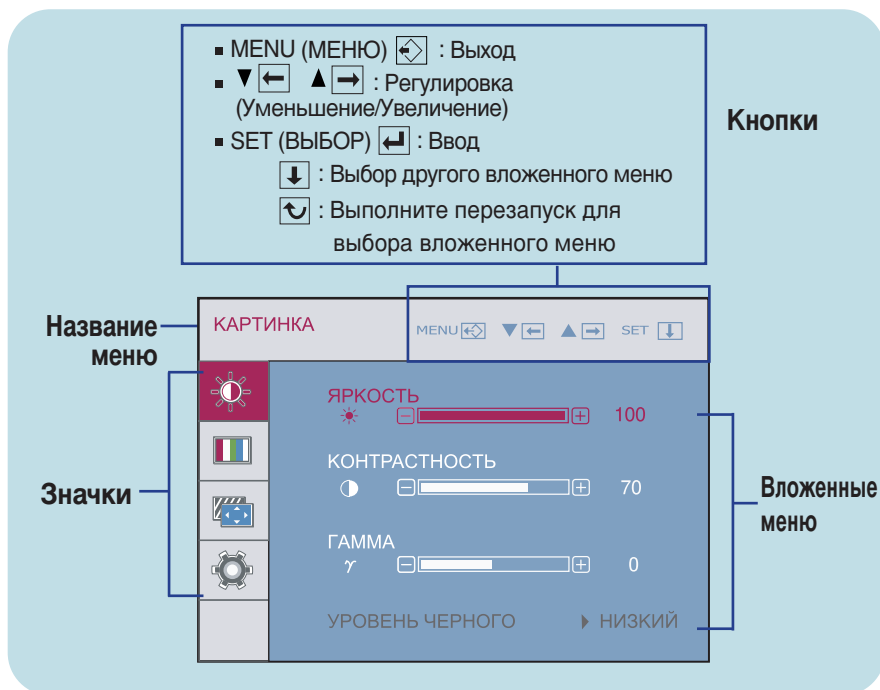 ▪ MENU (МЕНЮ) : Выход
▪ ▼ ← ▲ → : Регулировка
(Уменьшение/Увеличение)
▪ SET (ВЫБОР) ↵ : Ввод
↓ : Выбор другого вложенного меню
: Выполните перезапуск для
выбора вложенного меню
Кнопки
Название
меню
КАРТИНКА
MENU ▼ ← ▲ → SET ↓
Значки
ЯРКОСТЬ
− + 100
КОНТРАСТНОСТЬ
− + 70
ГАММА
γ − + 0
УРОВЕНЬ ЧЕРНОГО ▶ НИЗКИЙ
Вложенные
меню